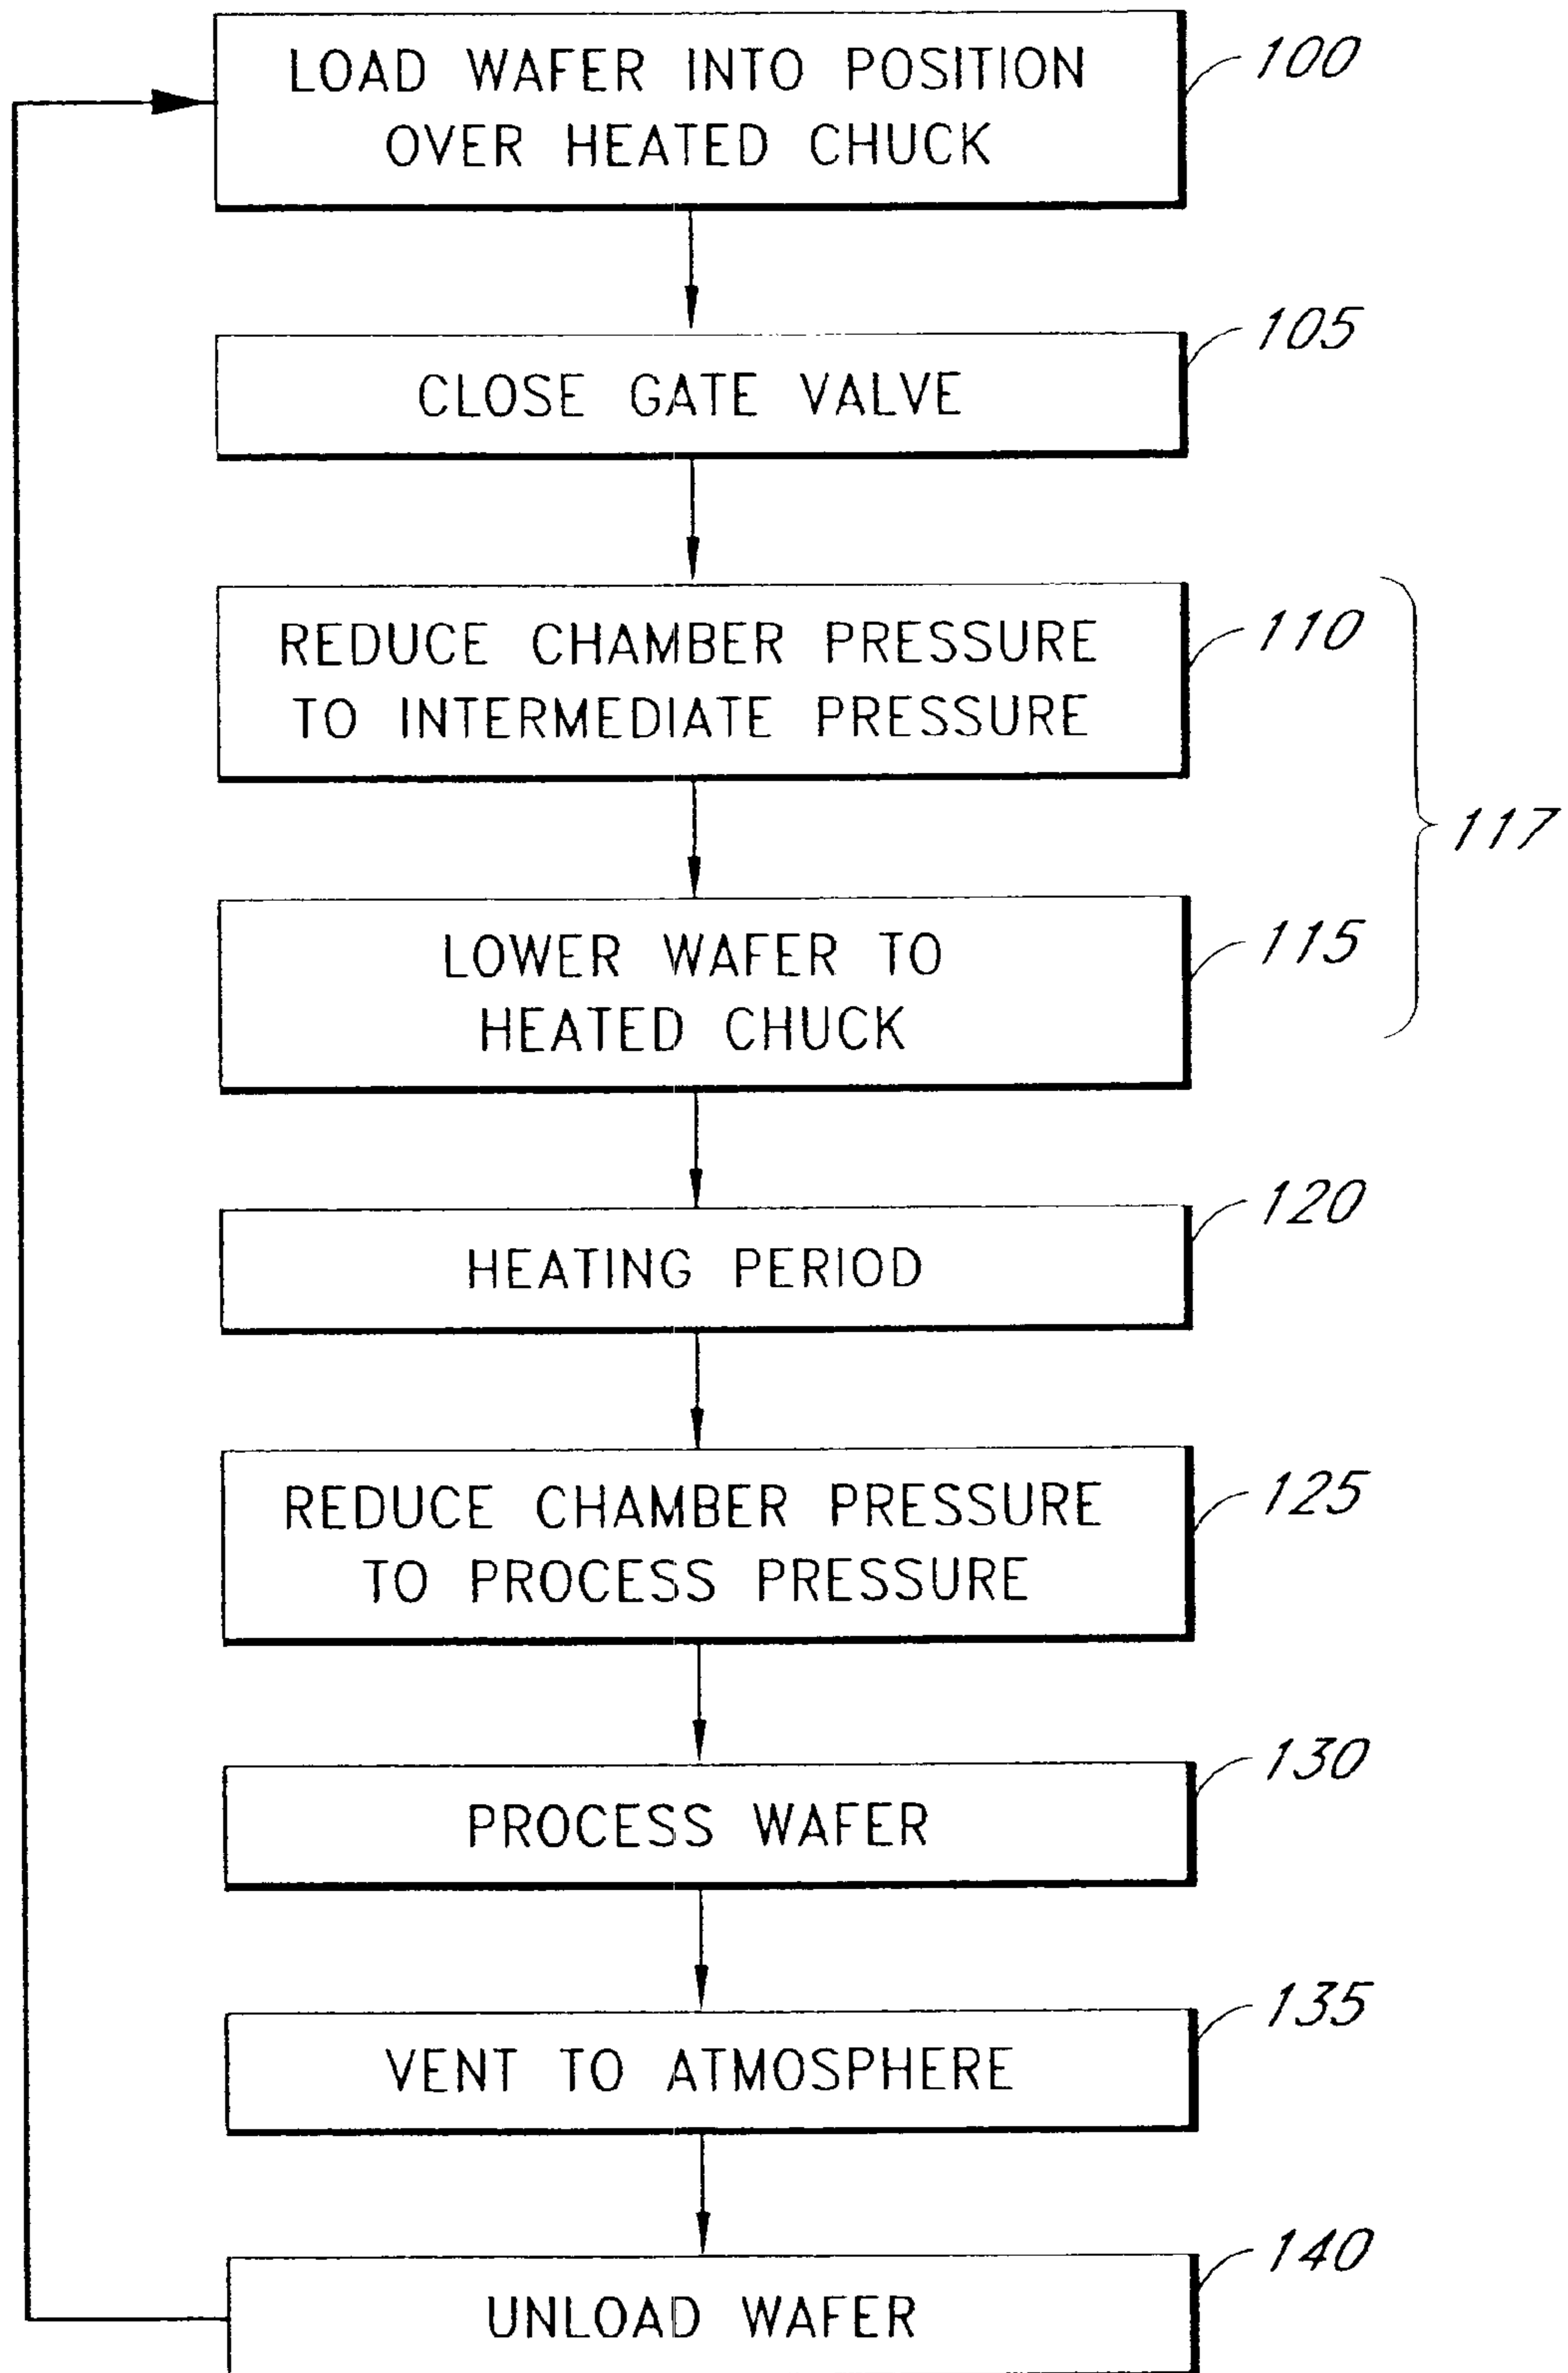 LOAD WAFER INTO POSITION
OVER HEATED CHUCK
100
CLOSE GATE VALVE
105
REDUCE CHAMBER PRESSURE
TO INTERMEDIATE PRESSURE
110
117
LOWER WAFER TO
HEATED CHUCK
115
HEATING PERIOD
120
REDUCE CHAMBER PRESSURE
TO PROCESS PRESSURE
125
PROCESS WAFER
130
VENT TO ATMOSPHERE
135
UNLOAD WAFER
140